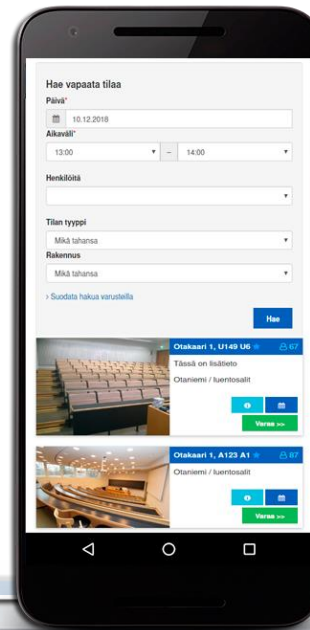 Hae vapaata tilaa
Päivä*
10.12.2018
Aikaväli*
13:00 – 14:00
Henkilöitä
Tilan tyyppi
Mikä tahansa
Rakennus
Mikä tahansa
› Suodata hakua varusteilla
Hae
Otakaari 1, U149 U6 67
Tässä on lisätieto
Otaniemi / luentosalit
Varaa >>
Otakaari 1, A123 A1 87
Otaniemi / luentosalit
Varaa >>